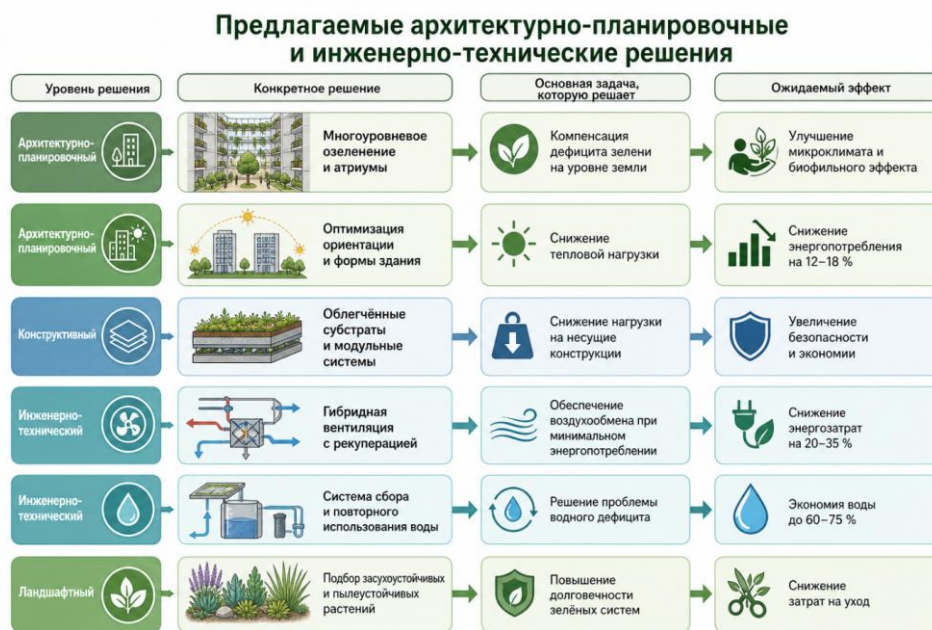 Предлагаемые архитектурно-планировочные
и инженерно-технические решения
Уровень решения
Конкретное решение
Основная задача,
которую решает
Ожидаемый эффект
Архитектурно-
планировочный
Многоуровневое
озеленение
и атриумы
Компенсация
дефицита зелени
на уровне земли
Улучшение
микроклимата и
биофильного эффекта
Архитектурно-
планировочный
Оптимизация
ориентации
и формы здания
Снижение
тепловой нагрузки
Снижение
энергопотребления
на 12–18 %
Конструктивный
Облегчённые
субстраты
и модульные
системы
Снижение нагрузки
на несущие
конструкции
Увеличение
безопасности
и экономии
Инженерно-
технический
Гибридная
вентиляция
с рекуперацией
Обеспечение
воздухообмена при
минимальном
энергопотреблении
Снижение
энергозатрат
на 20–35 %
Инженерно-
технический
Система сбора
и повторного
использования воды
Решение проблемы
водного дефицита
Экономия воды
до 60–75 %
Ландшафтный
Подбор засухоустойчивых
и пылеустойчивых
растений
Повышение
долговечности
зелёных систем
Снижение
затрат на уход